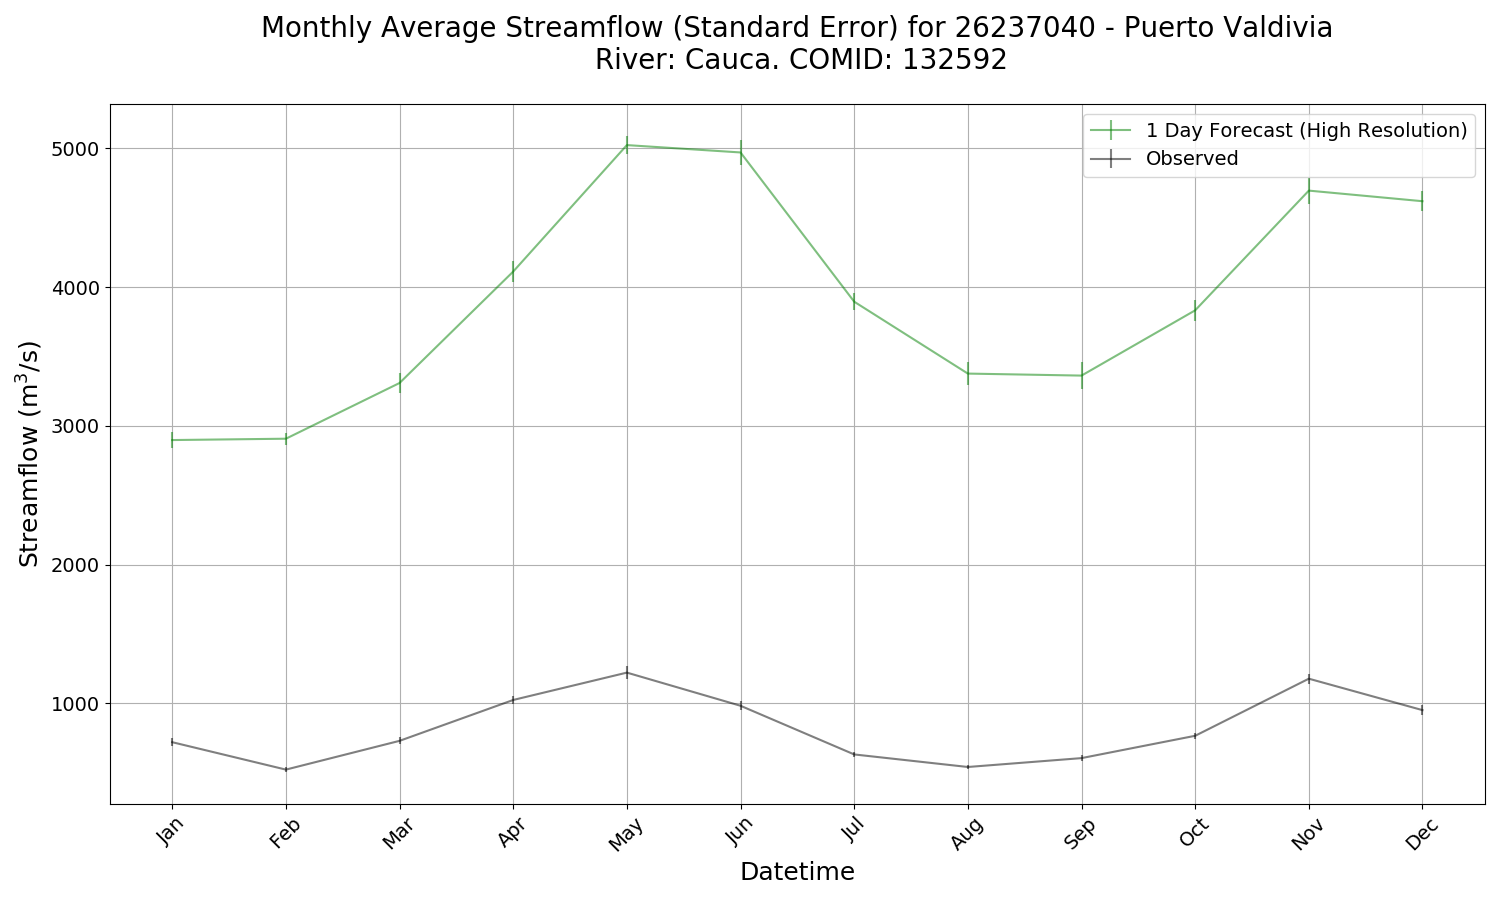 Monthly Average Streamflow (Standard Error) for 26237040 - Puerto Valdivia
River: Cauca. COMID: 132592
1 Day Forecast (High Resolution)
Observed
Streamflow (m³/s)
5000
4000
3000
2000
1000
Jan Feb Mar Apr May Jun Jul Aug Sep Oct Nov Dec
Datetime